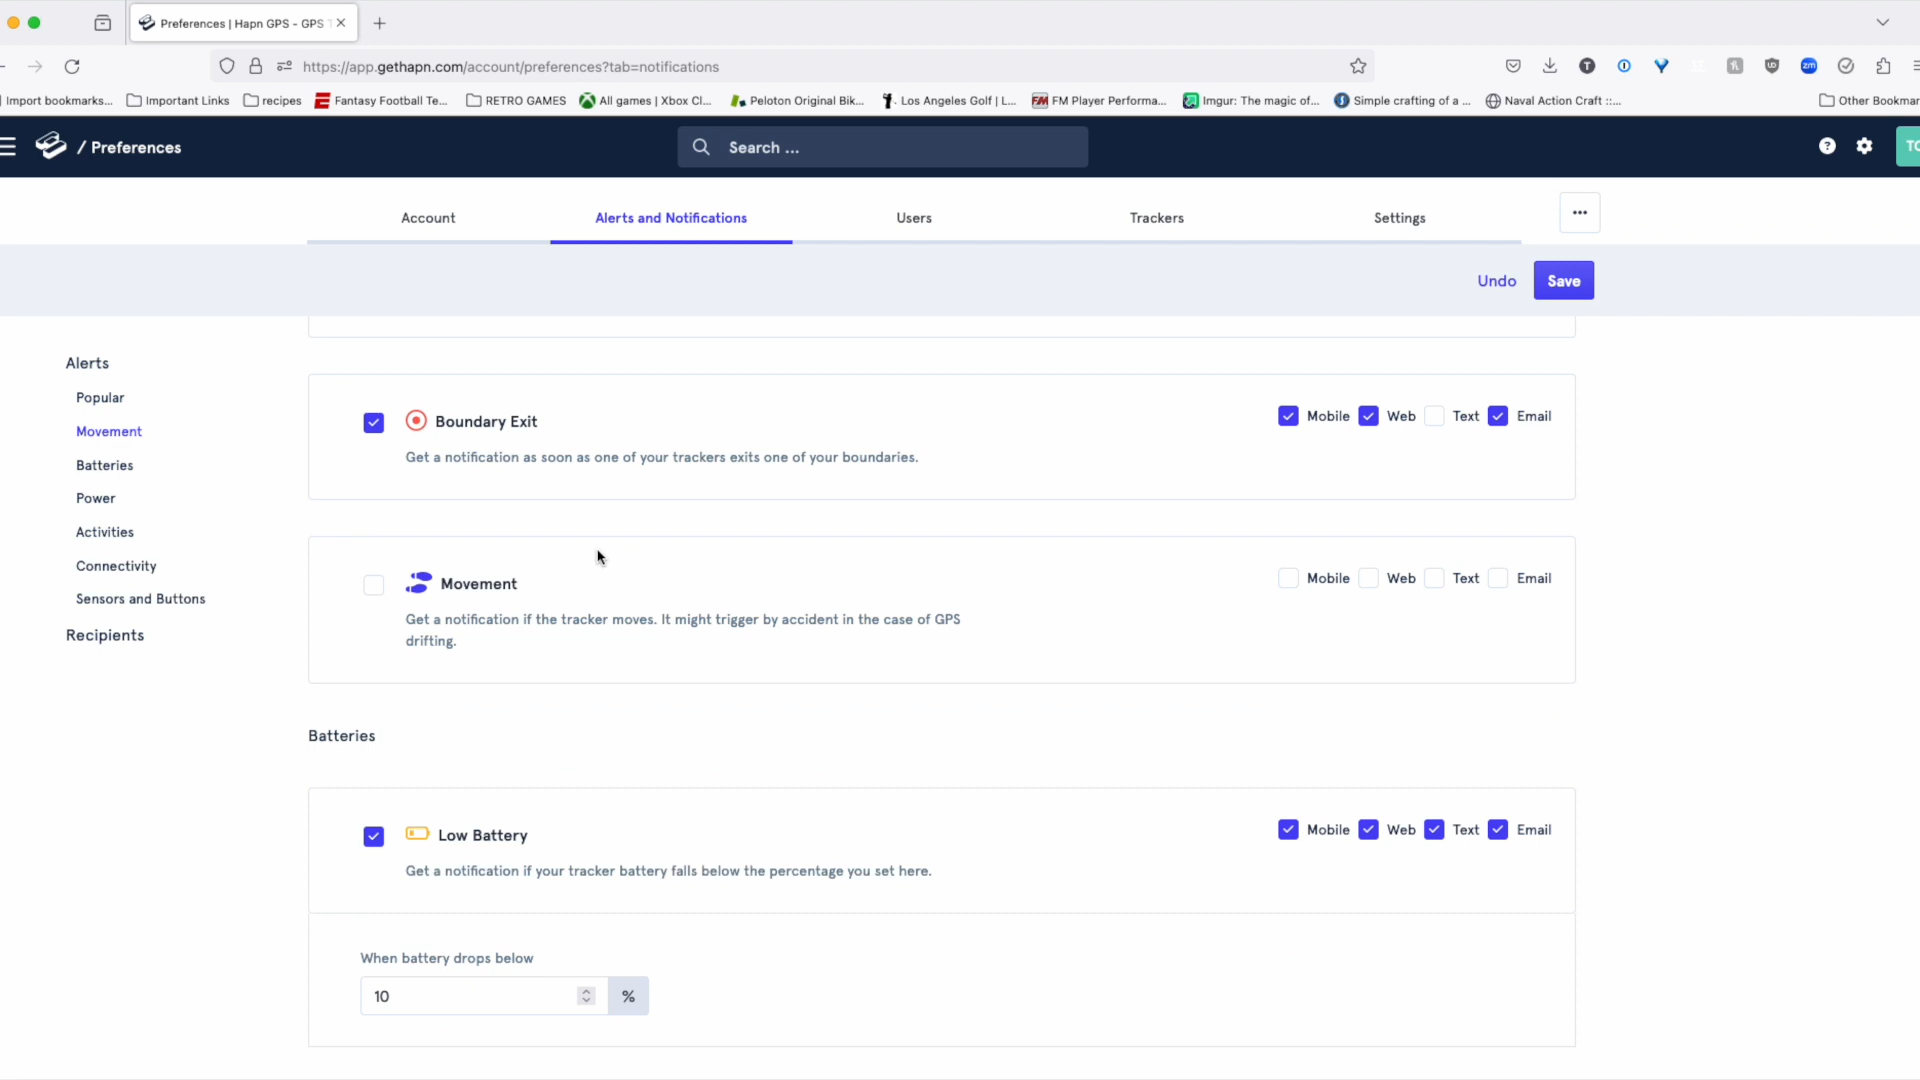 Preferences | Hapn GPS - GPS T
https://app.gethapn.com/account/preferences?tab=notifications
Import bookmarks... Important Links recipes Fantasy Football Te... RETRO GAMES All games | Xbox Cl... Peloton Original Bik... Los Angeles Golf | L... FM Player Performa... Imgur: The magic of... Simple crafting of a ... Naval Action Craft ::... Other Bookmar
/ Preferences Search ... TC
Account Alerts and Notifications Users Trackers Settings
Undo Save
Alerts
Popular
Movement
Batteries
Power
Activities
Connectivity
Sensors and Buttons
Recipients
Boundary Exit Mobile Web Text Email
Get a notification as soon as one of your trackers exits one of your boundaries.
Movement Mobile Web Text Email
Get a notification if the tracker moves. It might trigger by accident in the case of GPS
drifting.
Batteries
Low Battery Mobile Web Text Email
Get a notification if your tracker battery falls below the percentage you set here.
When battery drops below
10 %